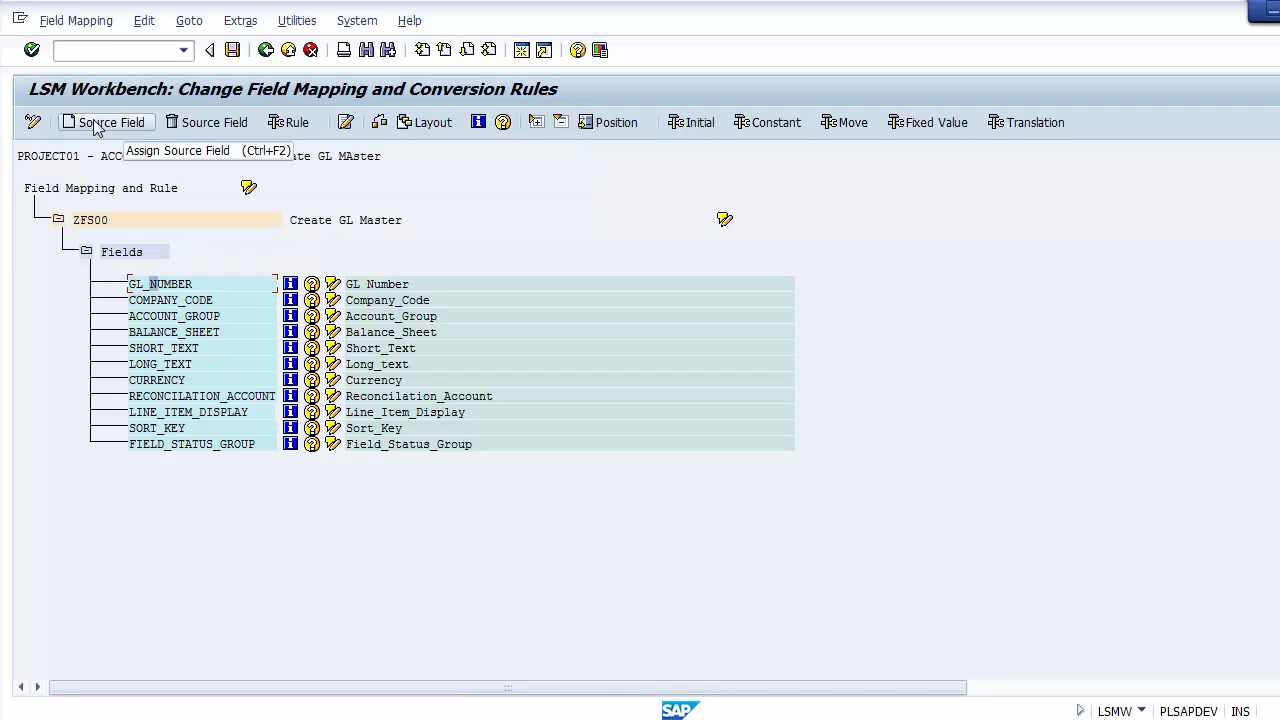 Field Mapping Edit Goto Extras Utilities System Help
LSM Workbench: Change Field Mapping and Conversion Rules
Source Field Source Field Rule Layout Position Initial Constant Move Fixed Value Translation
Assign Source Field (Ctrl+F2)
PROJECT01 - ACC ate GL MAster
Field Mapping and Rule
ZFS00 Create GL Master
Fields
GL_NUMBER GL Number
COMPANY_CODE Company_Code
ACCOUNT_GROUP Account_Group
BALANCE_SHEET Balance_Sheet
SHORT_TEXT Short_Text
LONG_TEXT Long_text
CURRENCY Currency
RECONCILATION_ACCOUNT Reconcilation_Account
LINE_ITEM_DISPLAY Line_Item_Display
SORT_KEY Sort_Key
FIELD_STATUS_GROUP Field_Status_Group
SAP
LSMW PLSAPDEV INS